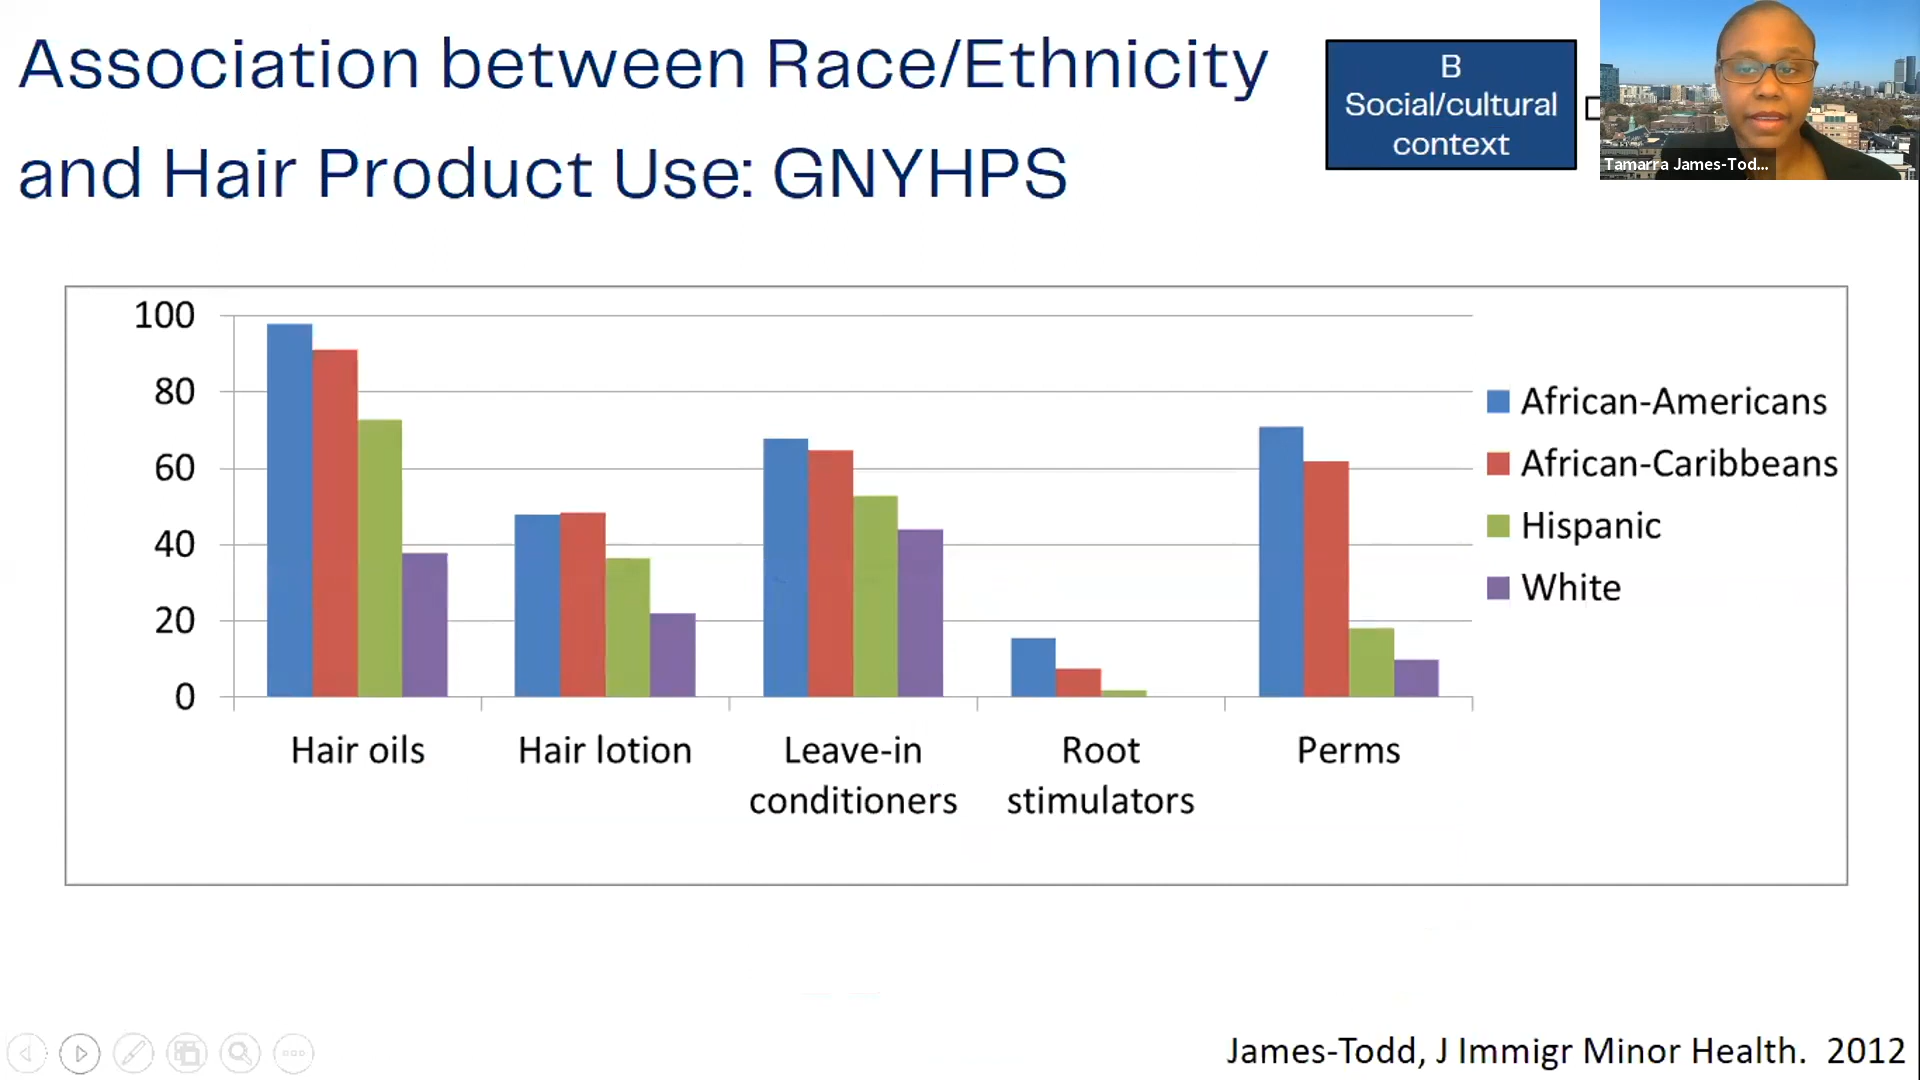 Association between Race/Ethnicity
and Hair Product Use: GNYHPS
B
Social/cultural
context
Tamarra James-Tod...
100
80
60
40
20
0
Hair oils
Hair lotion
Leave-in
conditioners
Root
stimulators
Perms
African-Americans
African-Caribbeans
Hispanic
White
James-Todd, J Immigr Minor Health. 2012